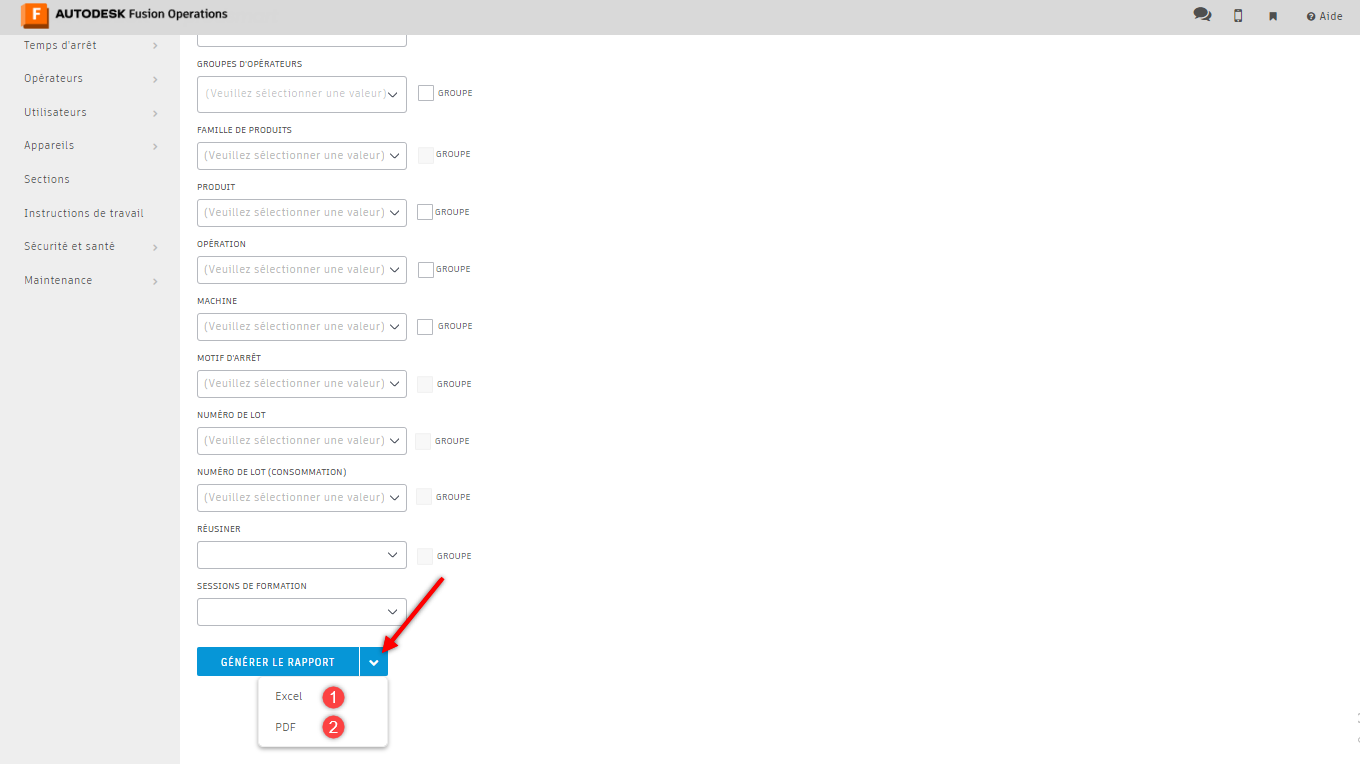 F AUTODESK Fusion Operations
Aide
Temps d'arrêt
Opérateurs
Utilisateurs
Appareils
Sections
Instructions de travail
Sécurité et santé
Maintenance
GROUPES D'OPÉRATEURS
(Veuillez sélectionner une valeur) GROUPE
FAMILLE DE PRODUITS
(Veuillez sélectionner une valeur) GROUPE
PRODUIT
(Veuillez sélectionner une valeur) GROUPE
OPÉRATION
(Veuillez sélectionner une valeur) GROUPE
MACHINE
(Veuillez sélectionner une valeur) GROUPE
MOTIF D'ARRÊT
(Veuillez sélectionner une valeur) GROUPE
NUMÉRO DE LOT
(Veuillez sélectionner une valeur) GROUPE
NUMÉRO DE LOT (CONSOMMATION)
(Veuillez sélectionner une valeur) GROUPE
RÉUSINER
GROUPE
SESSIONS DE FORMATION
GÉNÉRER LE RAPPORT
Excel 1
PDF 2